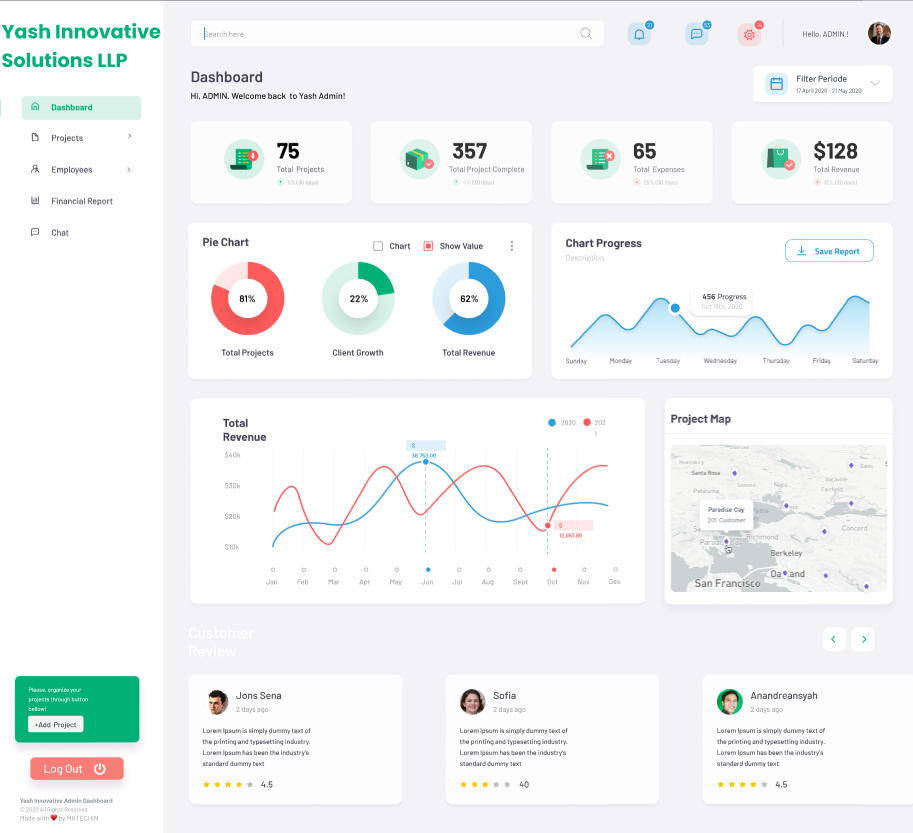 Yash Innovative
Solutions LLP
Dashboard
Projects
Employees
Financial Report
Chat
Please, organize your
projects through button
bellow!
+Add Project
Log Out
Yash Innovative Admin Dashboard
© 2020 All Rights Reserved
Made with ❤ by MIITECHIN
Search here
21
53
19
Hello, ADMIN !
Dashboard
Hi, ADMIN. Welcome back to Yash Admin!
Filter Periode
17 April 2020 - 21 May 2020
75
Total Projects
4% (30 days)
357
Total Project Complete
4% (30 days)
65
Total Expenses
25% (30 days)
$128
Total Revenue
12% (30 days)
Pie Chart
Chart
Show Value
81%
22%
62%
Total Projects
Client Growth
Total Revenue
Chart Progress
Description
Save Report
456 Progress
Oct 18th, 2020
Sunday
Monday
Tuesday
Wednesday
Thursday
Friday
Saturday
Total
Revenue
2020
202
1
$40k
$30k
$20k
$10k
$
38.753,00
$
12.657,00
Jan
Feb
Mar
Apr
May
Jun
Jul
Aug
Sept
Oct
Nov
Des
Project Map
Santa Rosa
Sonoma
Napa
Vacaville
Fairfield
Davis
Petaluma
Paradise Cay
201 Customer
Richmond
Concord
Berkeley
Oakland
San Francisco
Customer
Review
Jons Sena
2 days ago
Lorem Ipsum is simply dummy text of
the printing and typesetting industry.
Lorem Ipsum has been the industry's
standard dummy text
4.5
Sofia
2 days ago
Lorem Ipsum is simply dummy text of
the printing and typesetting industry.
Lorem Ipsum has been the industry's
standard dummy text
40
Anandreansyah
2 days ago
Lorem Ipsum is simply dummy text of
the printing and typesetting industry.
Lorem Ipsum has been the industry's
standard dummy text
4.5